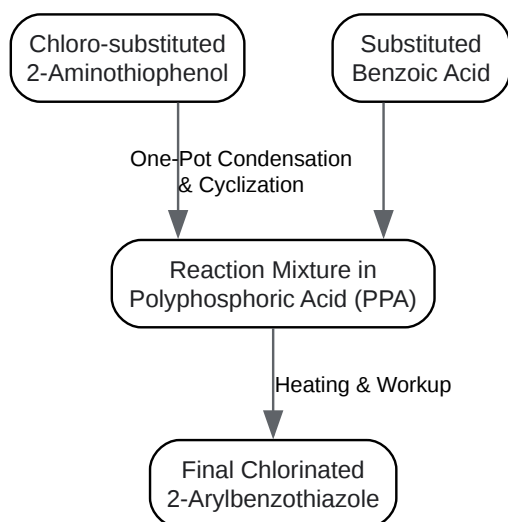 Chloro-substituted
2-Aminothiophenol
Substituted
Benzoic Acid
One-Pot Condensation
& Cyclization
Reaction Mixture in
Polyphosphoric Acid (PPA)
Heating & Workup
Final Chlorinated
2-Arylbenzothiazole